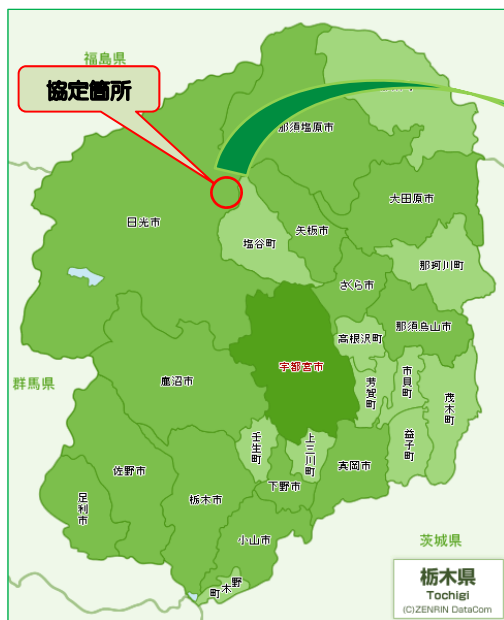 福島県
協定箇所
那須塩原市
大田原市
日光市
矢板市
塩谷町
那珂川町
さくら市
那須烏山市
高根沢町
宇都宮市
市貝町
群馬県
鹿沼市
芳賀町
茂木町
壬生町
上三川町
益子町
佐野市
真岡市
足利市
栃木市
下野市
小山市
茨城県
野木町
栃木県
Tochigi
(C)ZENRIN DataCom